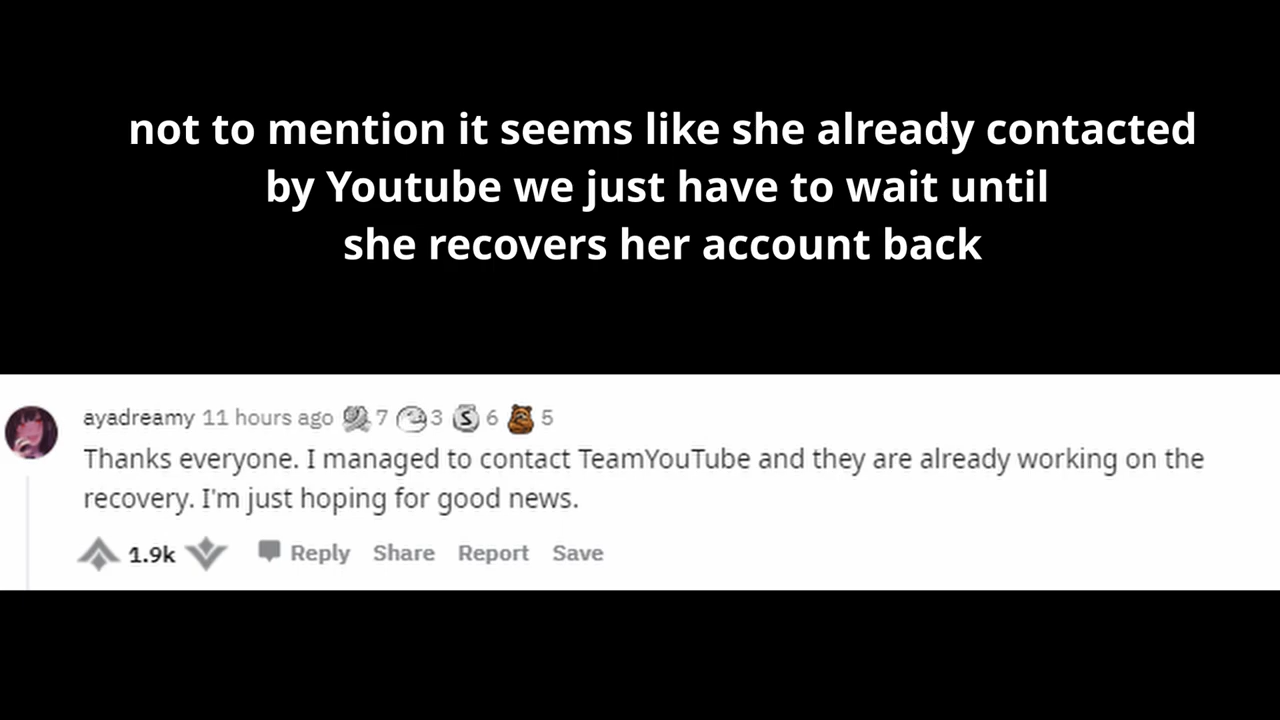 not to mention it seems like she already contacted
by Youtube we just have to wait until
she recovers her account back
ayadreamy 11 hours ago 7 3 S 6 5
Thanks everyone. I managed to contact TeamYouTube and they are already working on the
recovery. I'm just hoping for good news.
1.9k Reply Share Report Save